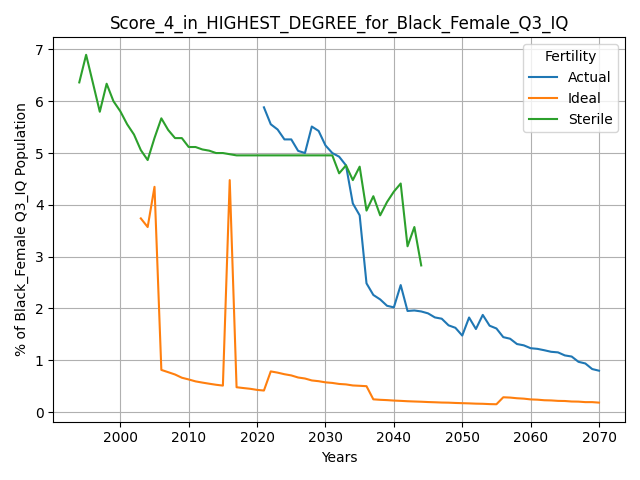 Score_4_in_HIGHEST_DEGREE_for_Black_Female_Q3_IQ
Fertility
Actual
Ideal
Sterile
% of Black_Female Q3_IQ Population
7
6
5
4
3
2
1
0
2000 2010 2020 2030 2040 2050 2060 2070
Years